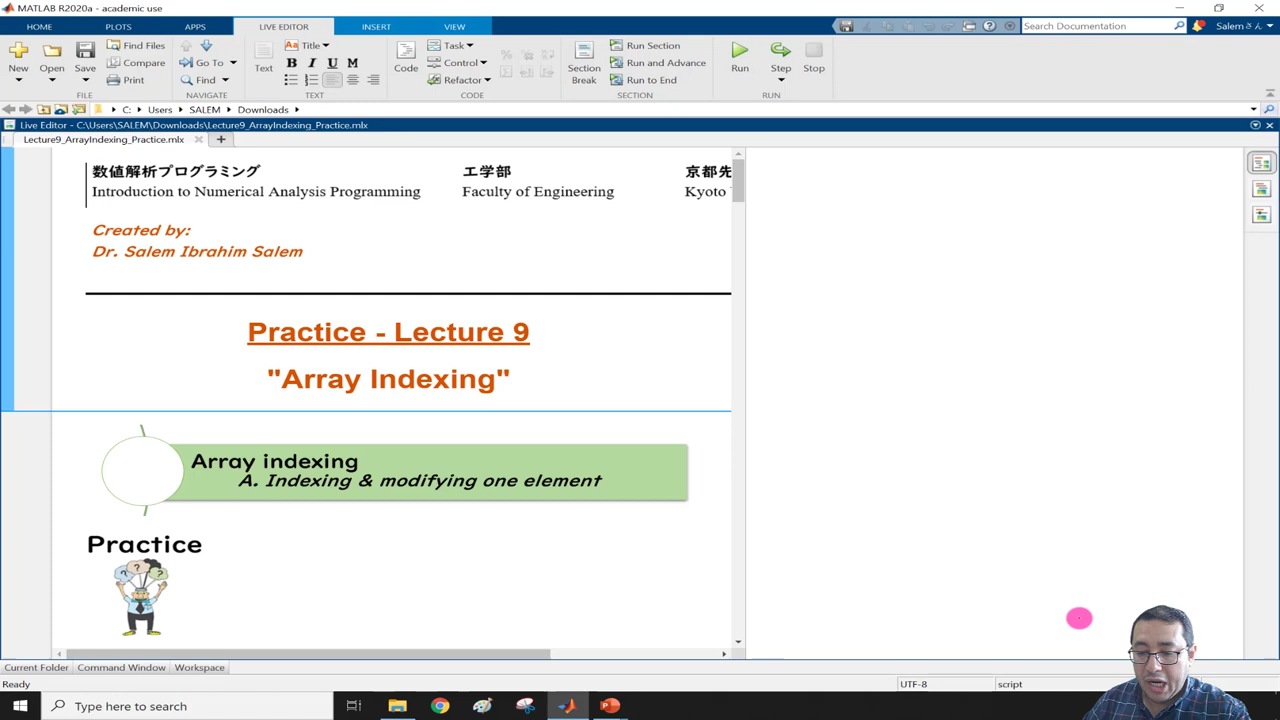 MATLAB R2020a - academic use
HOME PLOTS APPS LIVE EDITOR INSERT VIEW
Search Documentation
Salemさん
New
Open
Save
Find Files
Compare
Print
FILE
Go To
Find
NAVIGATE
Text
Aa Title
B I U M
TEXT
Code
Task
Control
Refactor
CODE
Section Break
Run Section
Run and Advance
Run to End
SECTION
Run
Step
Stop
RUN
C: Users SALEM Downloads
Live Editor - C:\Users\SALEM\Downloads\Lecture9_ArrayIndexing_Practice.mlx
Lecture9_ArrayIndexing_Practice.mlx
数値解析プログラミング 工学部 京都先
Introduction to Numerical Analysis Programming Faculty of Engineering Kyoto
Created by:
Dr. Salem Ibrahim Salem
Practice - Lecture 9
"Array Indexing"
Array indexing
A. Indexing & modifying one element
Practice
? ? ?
Current Folder Command Window Workspace
Ready UTF-8 script
Type here to search